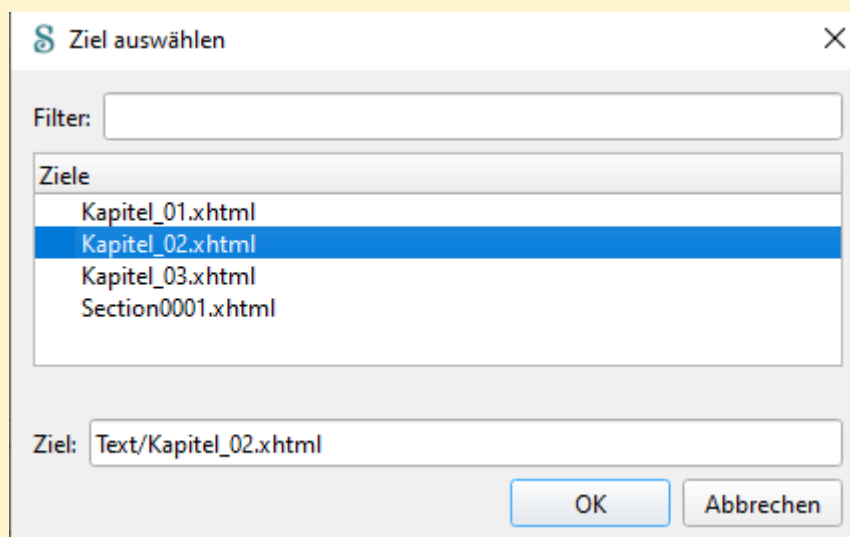 Ziel auswählen
Filter:
Ziele
Kapitel_01.xhtml
Kapitel_02.xhtml
Kapitel_03.xhtml
Section0001.xhtml
Ziel: Text/Kapitel_02.xhtml
OK Abbrechen